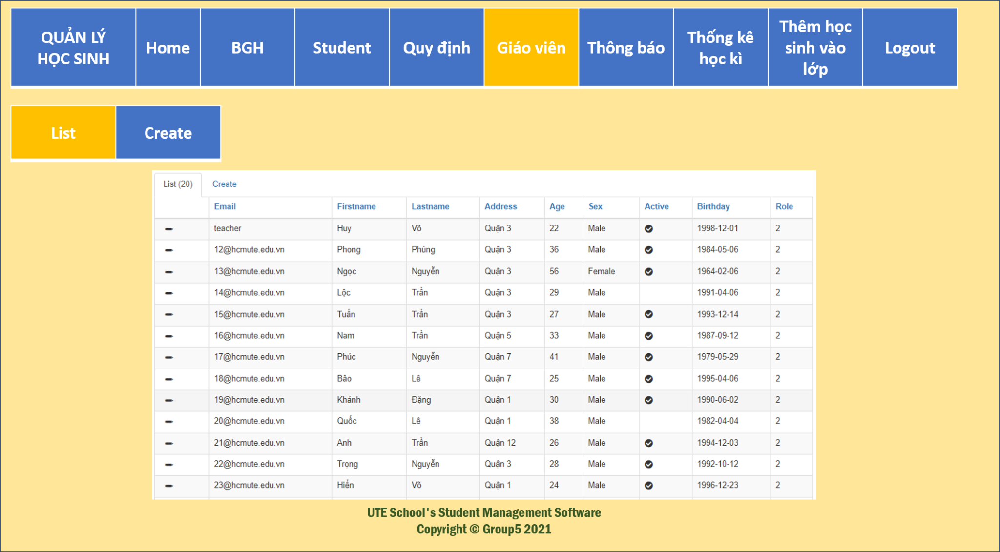 QUẢN LÝ
HỌC SINH
Home
BGH
Student
Quy định
Giáo viên
Thông báo
Thống kê
học kì
Thêm học
sinh vào
lớp
Logout
List
Create
List (20) Create
Email Firstname Lastname Address Age Sex Active Birthday Role
teacher Huy Võ Quận 3 22 Male 1998-12-01 2
12@hcmute.edu.vn Phong Phùng Quận 3 36 Male 1984-05-06 2
13@hcmute.edu.vn Ngọc Nguyễn Quận 3 56 Female 1964-02-06 2
14@hcmute.edu.vn Lộc Trần Quận 3 29 Male 1991-04-06 2
15@hcmute.edu.vn Tuấn Trần Quận 3 27 Male 1993-12-14 2
16@hcmute.edu.vn Nam Trần Quận 5 33 Male 1987-09-12 2
17@hcmute.edu.vn Phúc Nguyễn Quận 7 41 Male 1979-05-29 2
18@hcmute.edu.vn Bảo Lê Quận 7 25 Male 1995-04-06 2
19@hcmute.edu.vn Khánh Đặng Quận 1 30 Male 1990-06-02 2
20@hcmute.edu.vn Quốc Lê Quận 1 38 Male 1982-04-04 2
21@hcmute.edu.vn Anh Trần Quận 12 26 Male 1994-12-03 2
22@hcmute.edu.vn Trọng Nguyễn Quận 3 28 Male 1992-10-12 2
23@hcmute.edu.vn Hiển Võ Quận 1 24 Male 1996-12-23 2
UTE School's Student Management Software
Copyright © Group5 2021